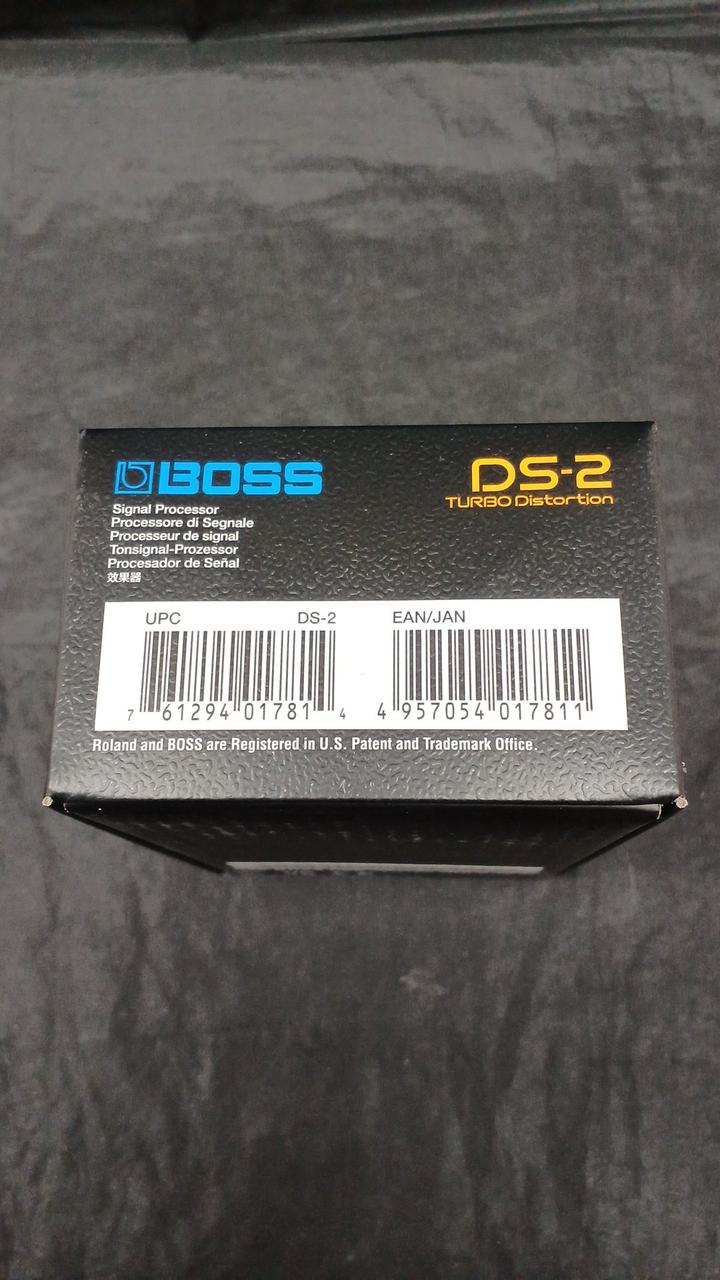 BOSS
DS-2
TURBO Distortion
Signal Processor
Processore di Segnale
Processeur de signal
Tonsignal-Prozessor
Procesador de Señal
效果器
UPC DS-2
7 61294 01781 4
EAN/JAN
4 957054 017811
Roland and BOSS are Registered in U.S. Patent and Trademark Office.